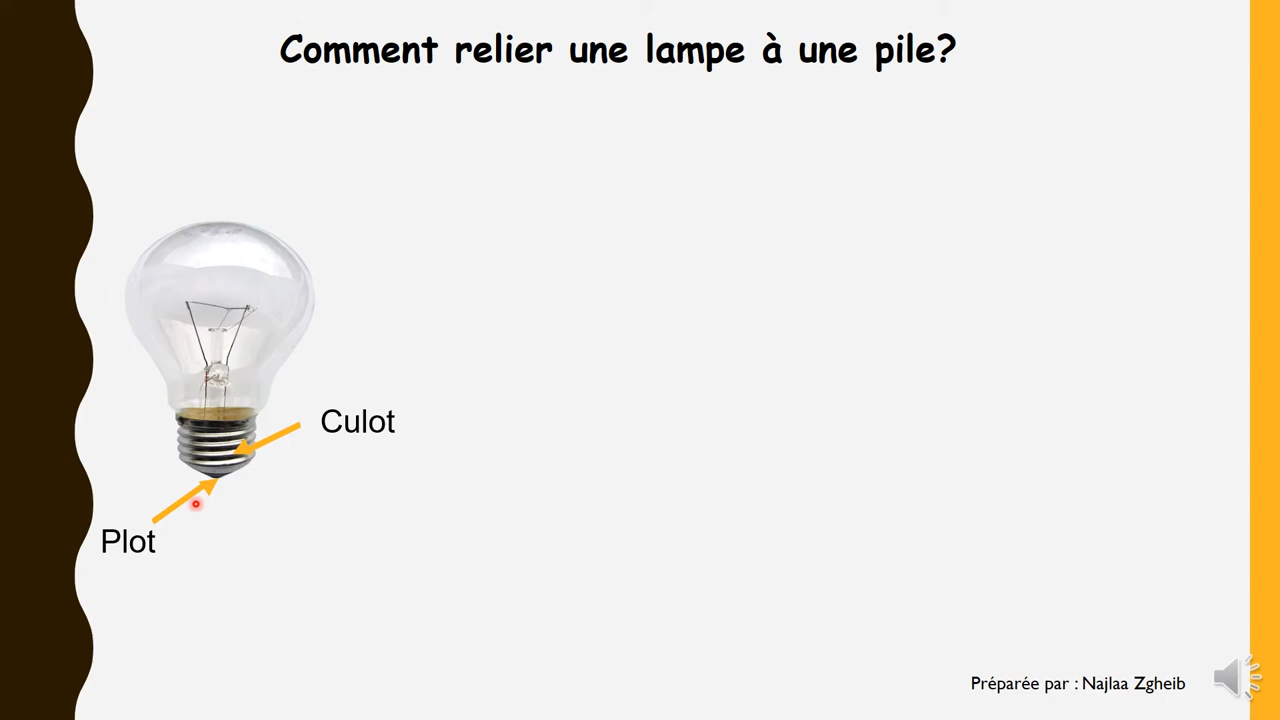 Comment relier une lampe à une pile?
Culot
Plot
Préparée par : Najlaa Zgheib